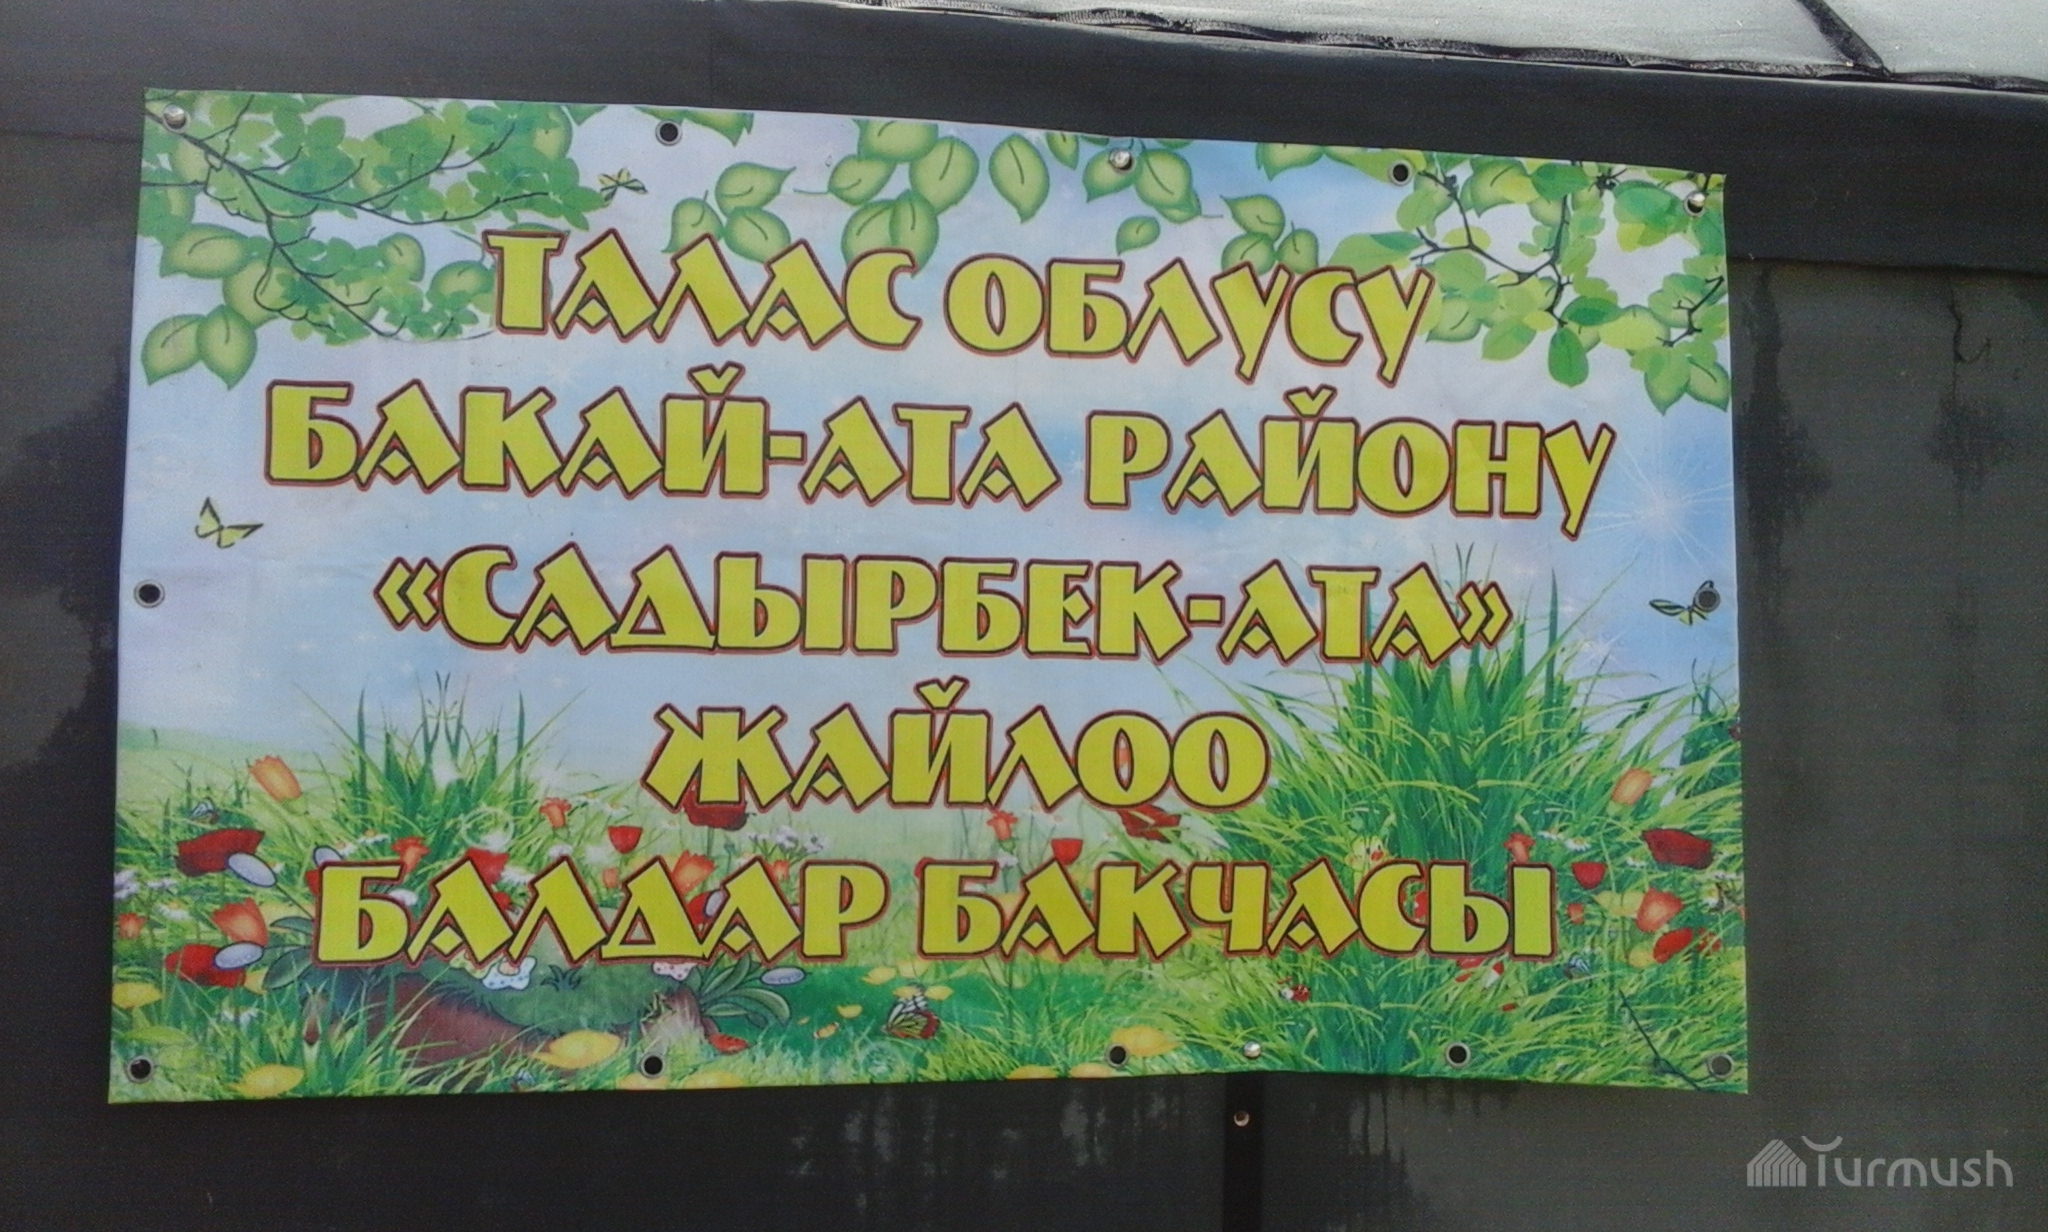 ТАЛАС ОБЛУСУ
БАКАЙ-АТА РАЙОНУ
«САДЫРБЕК-АТА»
ЖАЙЛОО
БАЛДАР БАКЧАСЫ
Turmush